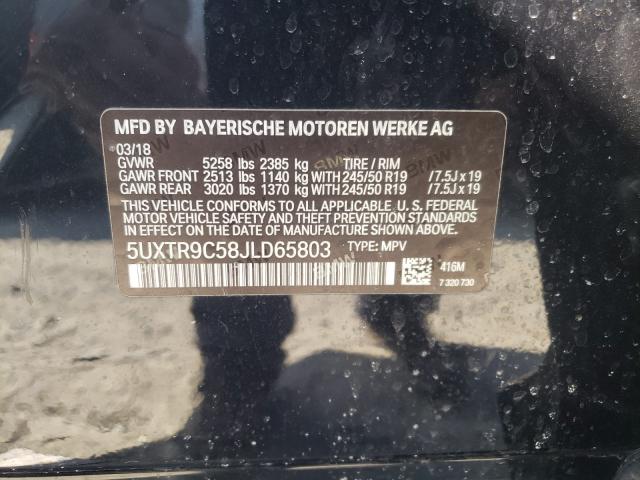 MFD BY BAYERISCHE MOTOREN WERKE AG
03/18
GVWR 5258 lbs 2385 kg TIRE / RIM
GAWR FRONT 2513 lbs 1140 kg WITH 245/50 R19 /7.5J x 19
GAWR REAR 3020 lbs 1370 kg WITH 245/50 R19 /7.5J x 19
THIS VEHICLE CONFORMS TO ALL APPLICABLE U. S. FEDERAL
MOTOR VEHICLE SAFETY, BUMPER, AND THEFT PREVENTION STANDARDS
IN EFFECT ON THE DATE OF MANUFACTURE SHOWN ABOVE.
5UXTR9C58JLD65803 TYPE: MPV
416M
7 320 730